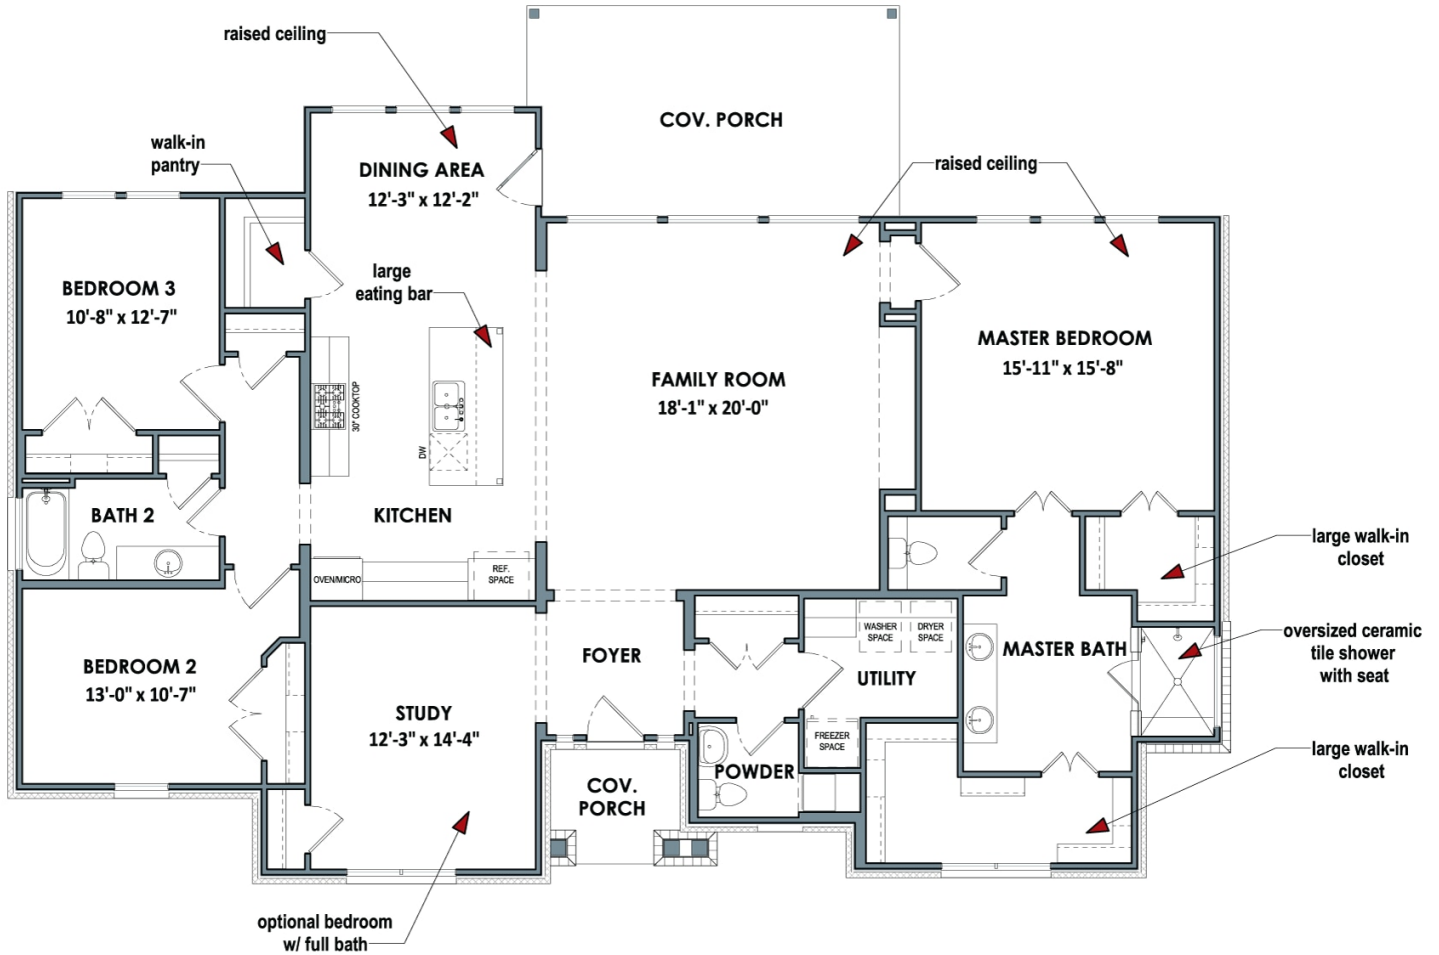 raised ceiling
COV. PORCH
walk-in
pantry
DINING AREA
12'-3" x 12'-2"
raised ceiling
large
eating bar
BEDROOM 3
10'-8" x 12'-7"
MASTER BEDROOM
15'-11" x 15'-8"
FAMILY ROOM
18'-1" x 20'-0"
30" COOKTOP
DW
BATH 2
KITCHEN
large walk-in
closet
OVEN/MICRO
REF.
SPACE
WASHER
SPACE
DRYER
SPACE
oversized ceramic
tile shower
with seat
BEDROOM 2
13'-0" x 10'-7"
FOYER
MASTER BATH
UTILITY
STUDY
12'-3" x 14'-4"
FREEZER
SPACE
large walk-in
closet
POWDER
COV.
PORCH
optional bedroom
w/ full bath